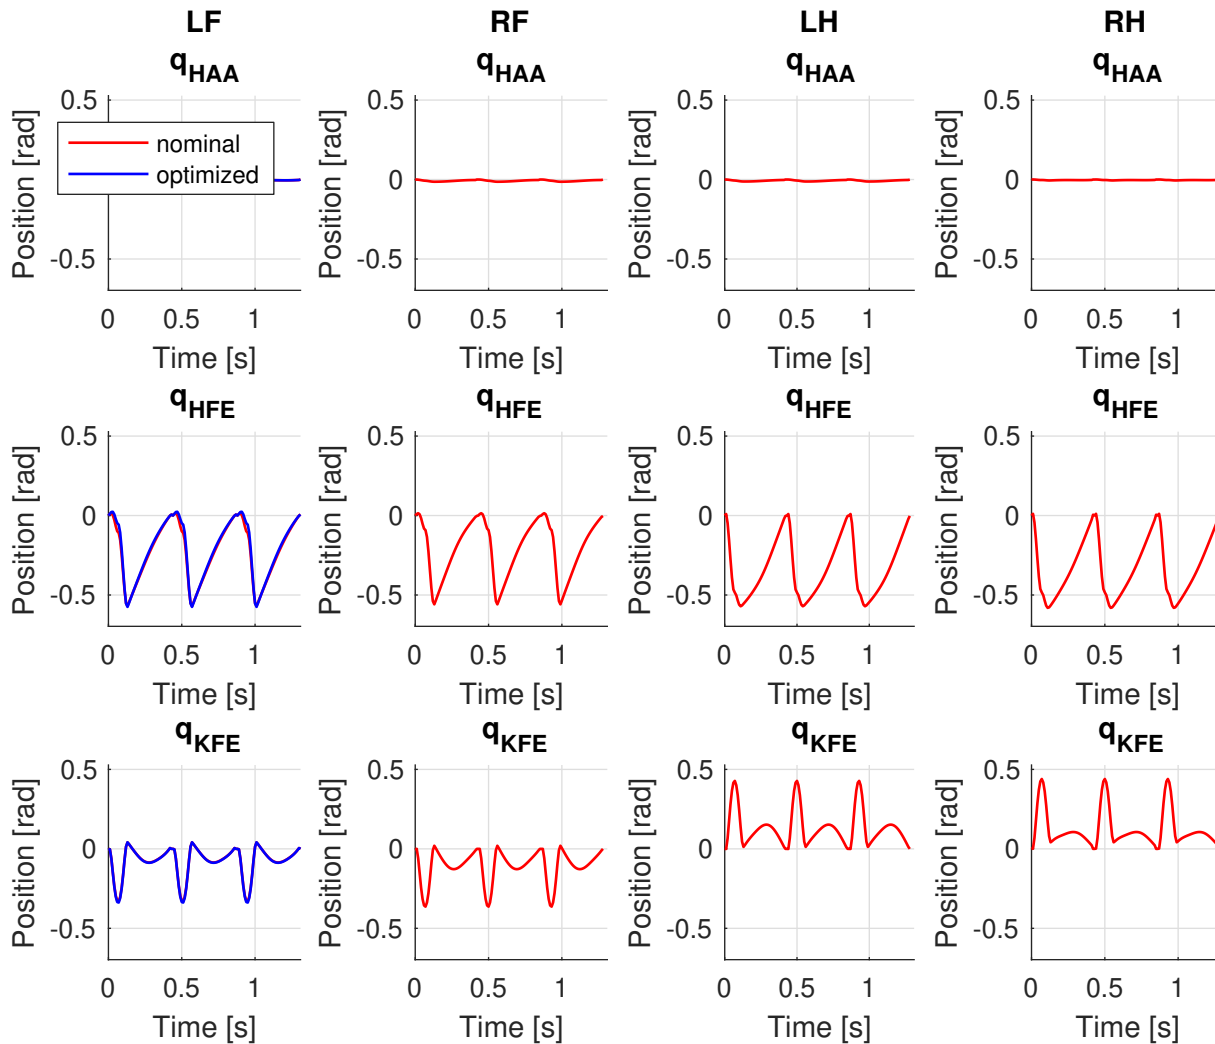 LF RF LH RH
qHAA qHAA qHAA qHAA
0.5 0.5 0.5 0.5
nominal
optimized
0 0 0
-0.5 -0.5 -0.5 -0.5
Position [rad] Position [rad] Position [rad] Position [rad]
0 0.5 1 0 0.5 1 0 0.5 1 0 0.5 1
Time [s] Time [s] Time [s] Time [s]
qHFE qHFE qHFE qHFE
0.5 0.5 0.5 0.5
0 0 0 0
-0.5 -0.5 -0.5 -0.5
Position [rad] Position [rad] Position [rad] Position [rad]
0 0.5 1 0 0.5 1 0 0.5 1 0 0.5 1
Time [s] Time [s] Time [s] Time [s]
qKFE qKFE qKFE qKFE
0.5 0.5 0.5 0.5
0 0 0 0
-0.5 -0.5 -0.5 -0.5
Position [rad] Position [rad] Position [rad] Position [rad]
0 0.5 1 0 0.5 1 0 0.5 1 0 0.5 1
Time [s] Time [s] Time [s] Time [s]